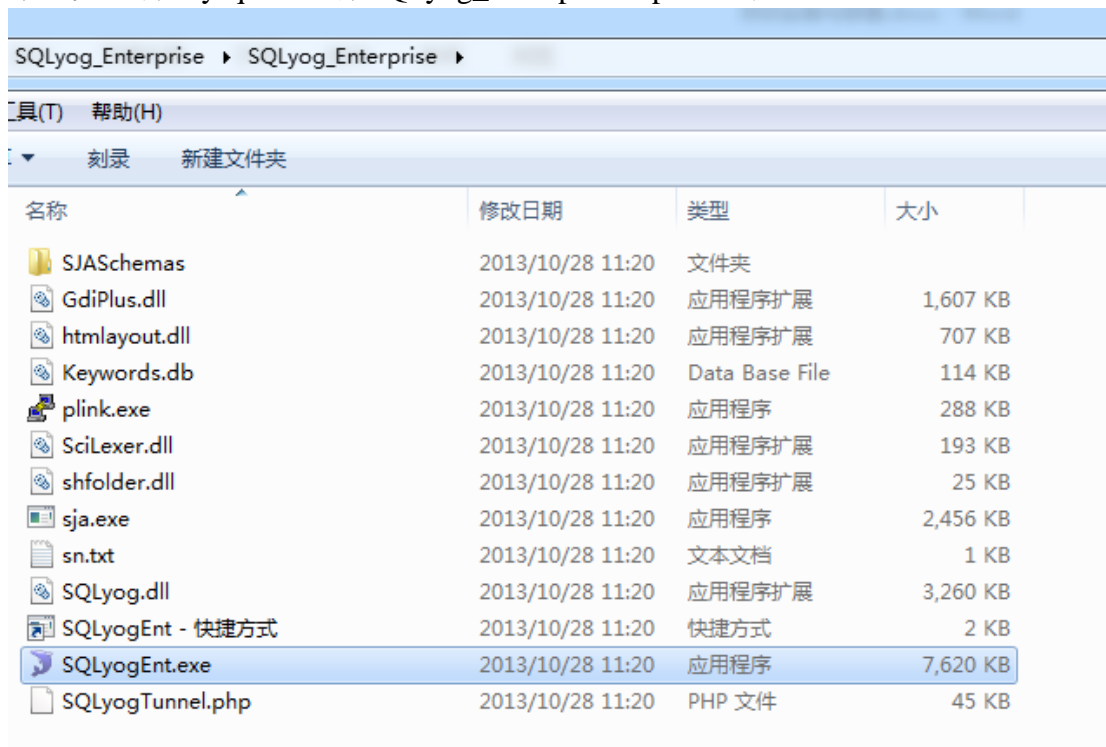 SQLyog_Enterprise ▸ SQLyog_Enterprise ▸
工具(T) 帮助(H)
刻录 新建文件夹
名称 修改日期 类型 大小
SJASchemas 2013/10/28 11:20 文件夹
GdiPlus.dll 2013/10/28 11:20 应用程序扩展 1,607 KB
htmlayout.dll 2013/10/28 11:20 应用程序扩展 707 KB
Keywords.db 2013/10/28 11:20 Data Base File 114 KB
plink.exe 2013/10/28 11:20 应用程序 288 KB
SciLexer.dll 2013/10/28 11:20 应用程序扩展 193 KB
shfolder.dll 2013/10/28 11:20 应用程序扩展 25 KB
sja.exe 2013/10/28 11:20 应用程序 2,456 KB
sn.txt 2013/10/28 11:20 文本文档 1 KB
SQLyog.dll 2013/10/28 11:20 应用程序扩展 3,260 KB
SQLyogEnt - 快捷方式 2013/10/28 11:20 快捷方式 2 KB
SQLyogEnt.exe 2013/10/28 11:20 应用程序 7,620 KB
SQLyogTunnel.php 2013/10/28 11:20 PHP 文件 45 KB